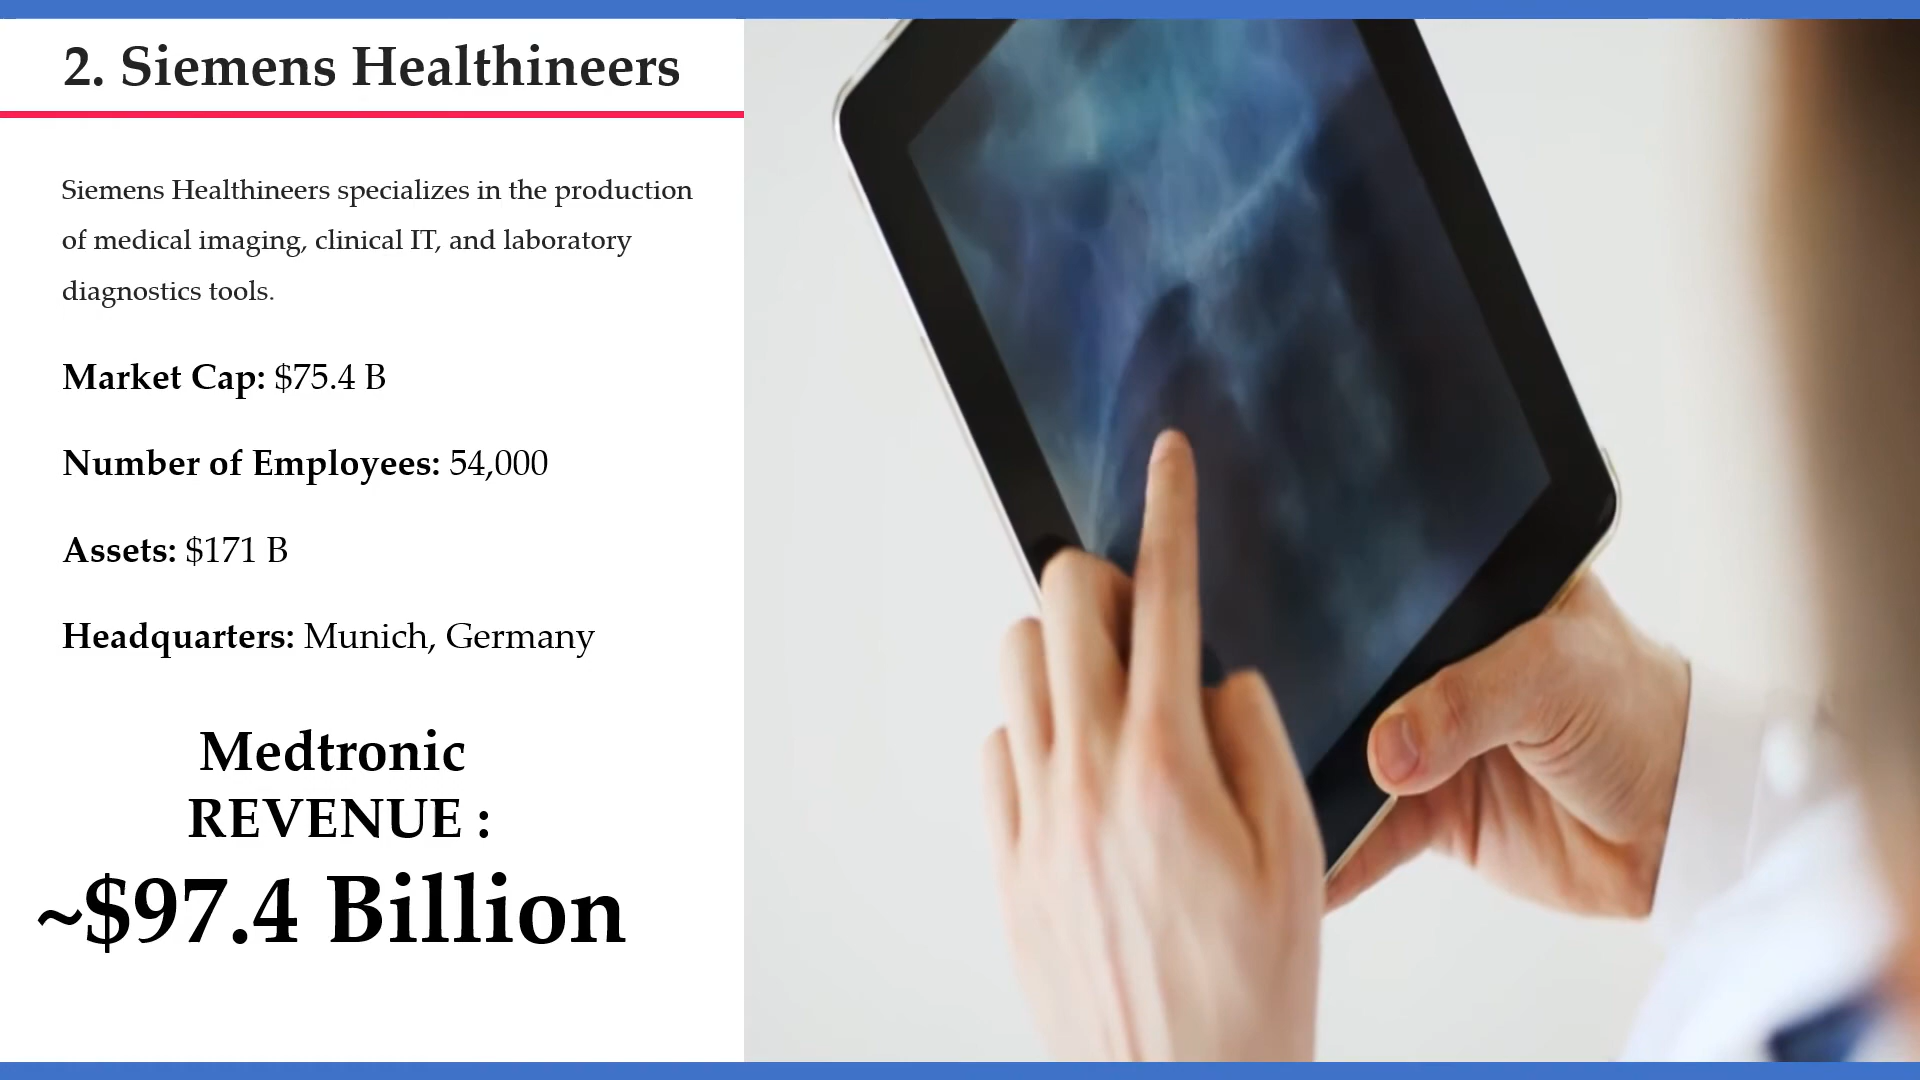 2. Siemens Healthineers
Siemens Healthineers specializes in the production
of medical imaging, clinical IT, and laboratory
diagnostics tools.
Market Cap: $75.4 B
Number of Employees: 54,000
Assets: $171 B
Headquarters: Munich, Germany
Medtronic
REVENUE :
~$97.4 Billion